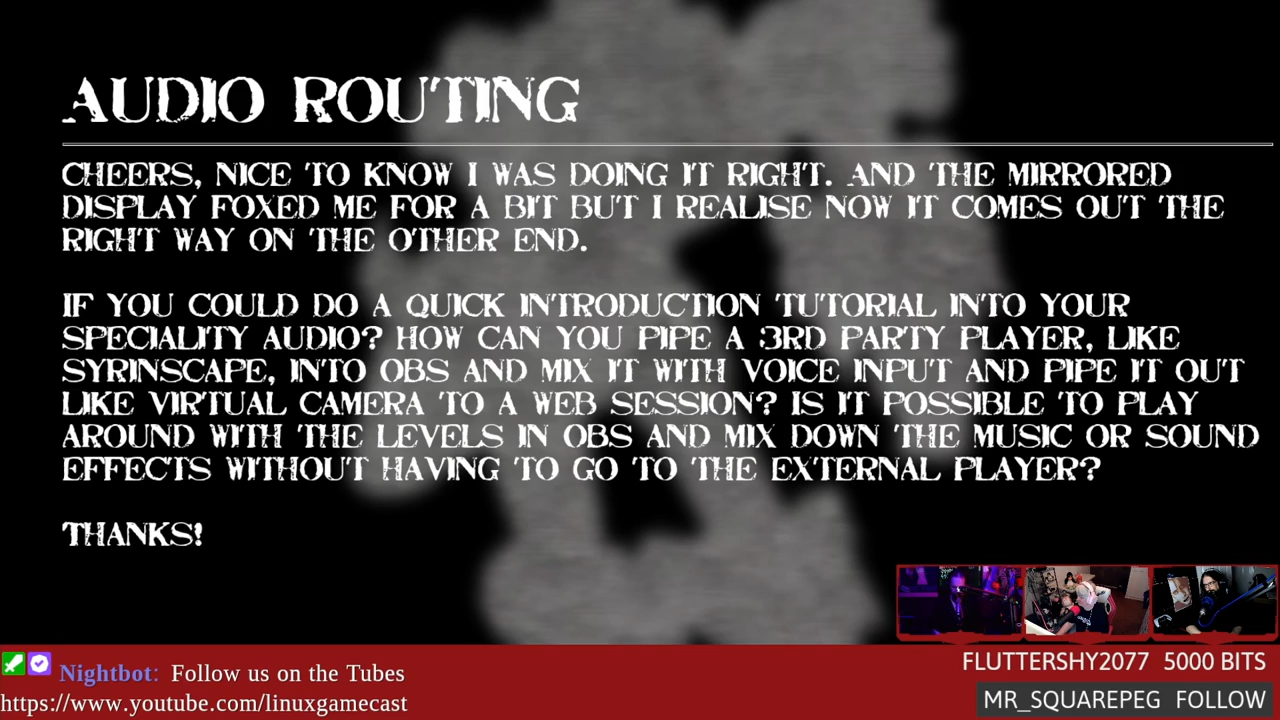 AUDIO ROUTING
CHEERS, NICE TO KNOW I WAS DOING IT RIGHT. AND THE MIRRORED
DISPLAY FOXED ME FOR A BIT BUT I REALISE NOW IT COMES OUT THE
RIGHT WAY ON THE OTHER END.
IF YOU COULD DO A QUICK INTRODUCTION TUTORIAL INTO YOUR
SPECIALITY AUDIO? HOW CAN YOU PIPE A 3RD PARTY PLAYER, LIKE
SYRINSCAPE, INTO OBS AND MIX IT WITH VOICE INPUT AND PIPE IT OUT
LIKE VIRTUAL CAMERA TO A WEB SESSION? IS IT POSSIBLE TO PLAY
AROUND WITH THE LEVELS IN OBS AND MIX DOWN THE MUSIC OR SOUND
EFFECTS WITHOUT HAVING TO GO TO THE EXTERNAL PLAYER?
THANKS!
Nightbot: Follow us on the Tubes
https://www.youtube.com/linuxgamecast
FLUTTERSHY2077 5000 BITS
MR_SQUAREPEG FOLLOW